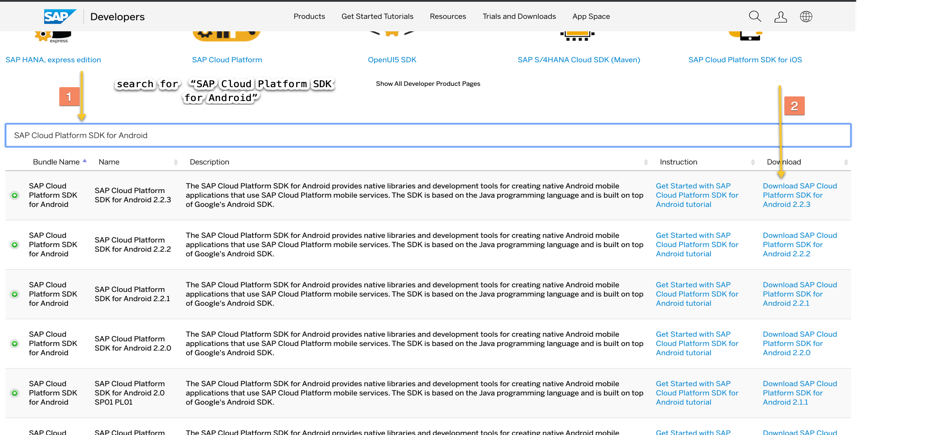 SAP Developers Products Get Started Tutorials Resources Trials and Downloads App Space
express
SAP HANA, express edition SAP Cloud Platform OpenUI5 SDK SAP S/4HANA Cloud SDK (Maven) SAP Cloud Platform SDK for iOS
search for "SAP Cloud Platform SDK
for Android"
Show All Developer Product Pages
1
2
SAP Cloud Platform SDK for Android
Bundle Name Name Description Instruction Download
SAP Cloud
Platform SDK
for Android
SAP Cloud Platform
SDK for Android 2.2.3
The SAP Cloud Platform SDK for Android provides native libraries and development tools for creating native Android mobile
applications that use SAP Cloud Platform mobile services. The SDK is based on the Java programming language and is built on top
of Google's Android SDK.
Get Started with SAP
Cloud Platform SDK for
Android tutorial
Download SAP Cloud
Platform SDK for
Android 2.2.3
SAP Cloud
Platform SDK
for Android
SAP Cloud Platform
SDK for Android 2.2.2
The SAP Cloud Platform SDK for Android provides native libraries and development tools for creating native Android mobile
applications that use SAP Cloud Platform mobile services. The SDK is based on the Java programming language and is built on top
of Google's Android SDK.
Get Started with SAP
Cloud Platform SDK for
Android tutorial
Download SAP Cloud
Platform SDK for
Android 2.2.2
SAP Cloud
Platform SDK
for Android
SAP Cloud Platform
SDK for Android 2.2.1
The SAP Cloud Platform SDK for Android provides native libraries and development tools for creating native Android mobile
applications that use SAP Cloud Platform mobile services. The SDK is based on the Java programming language and is built on top
of Google's Android SDK.
Get Started with SAP
Cloud Platform SDK for
Android tutorial
Download SAP Cloud
Platform SDK for
Android 2.2.1
SAP Cloud
Platform SDK
for Android
SAP Cloud Platform
SDK for Android 2.2.0
The SAP Cloud Platform SDK for Android provides native libraries and development tools for creating native Android mobile
applications that use SAP Cloud Platform mobile services. The SDK is based on the Java programming language and is built on top
of Google's Android SDK.
Get Started with SAP
Cloud Platform SDK for
Android tutorial
Download SAP Cloud
Platform SDK for
Android 2.2.0
SAP Cloud
Platform SDK
for Android
SAP Cloud Platform
SDK for Android 2.0
SP01 PL01
The SAP Cloud Platform SDK for Android provides native libraries and development tools for creating native Android mobile
applications that use SAP Cloud Platform mobile services. The SDK is based on the Java programming language and is built on top
of Google's Android SDK.
Get Started with SAP
Cloud Platform SDK for
Android tutorial
Download SAP Cloud
Platform SDK for
Android 2.1.1
SAP Cloud
The SAP Cloud Platform SDK for Android provides native libraries and development tools for creating native Android mobile
Get Started with SAP
Download SAP Cloud